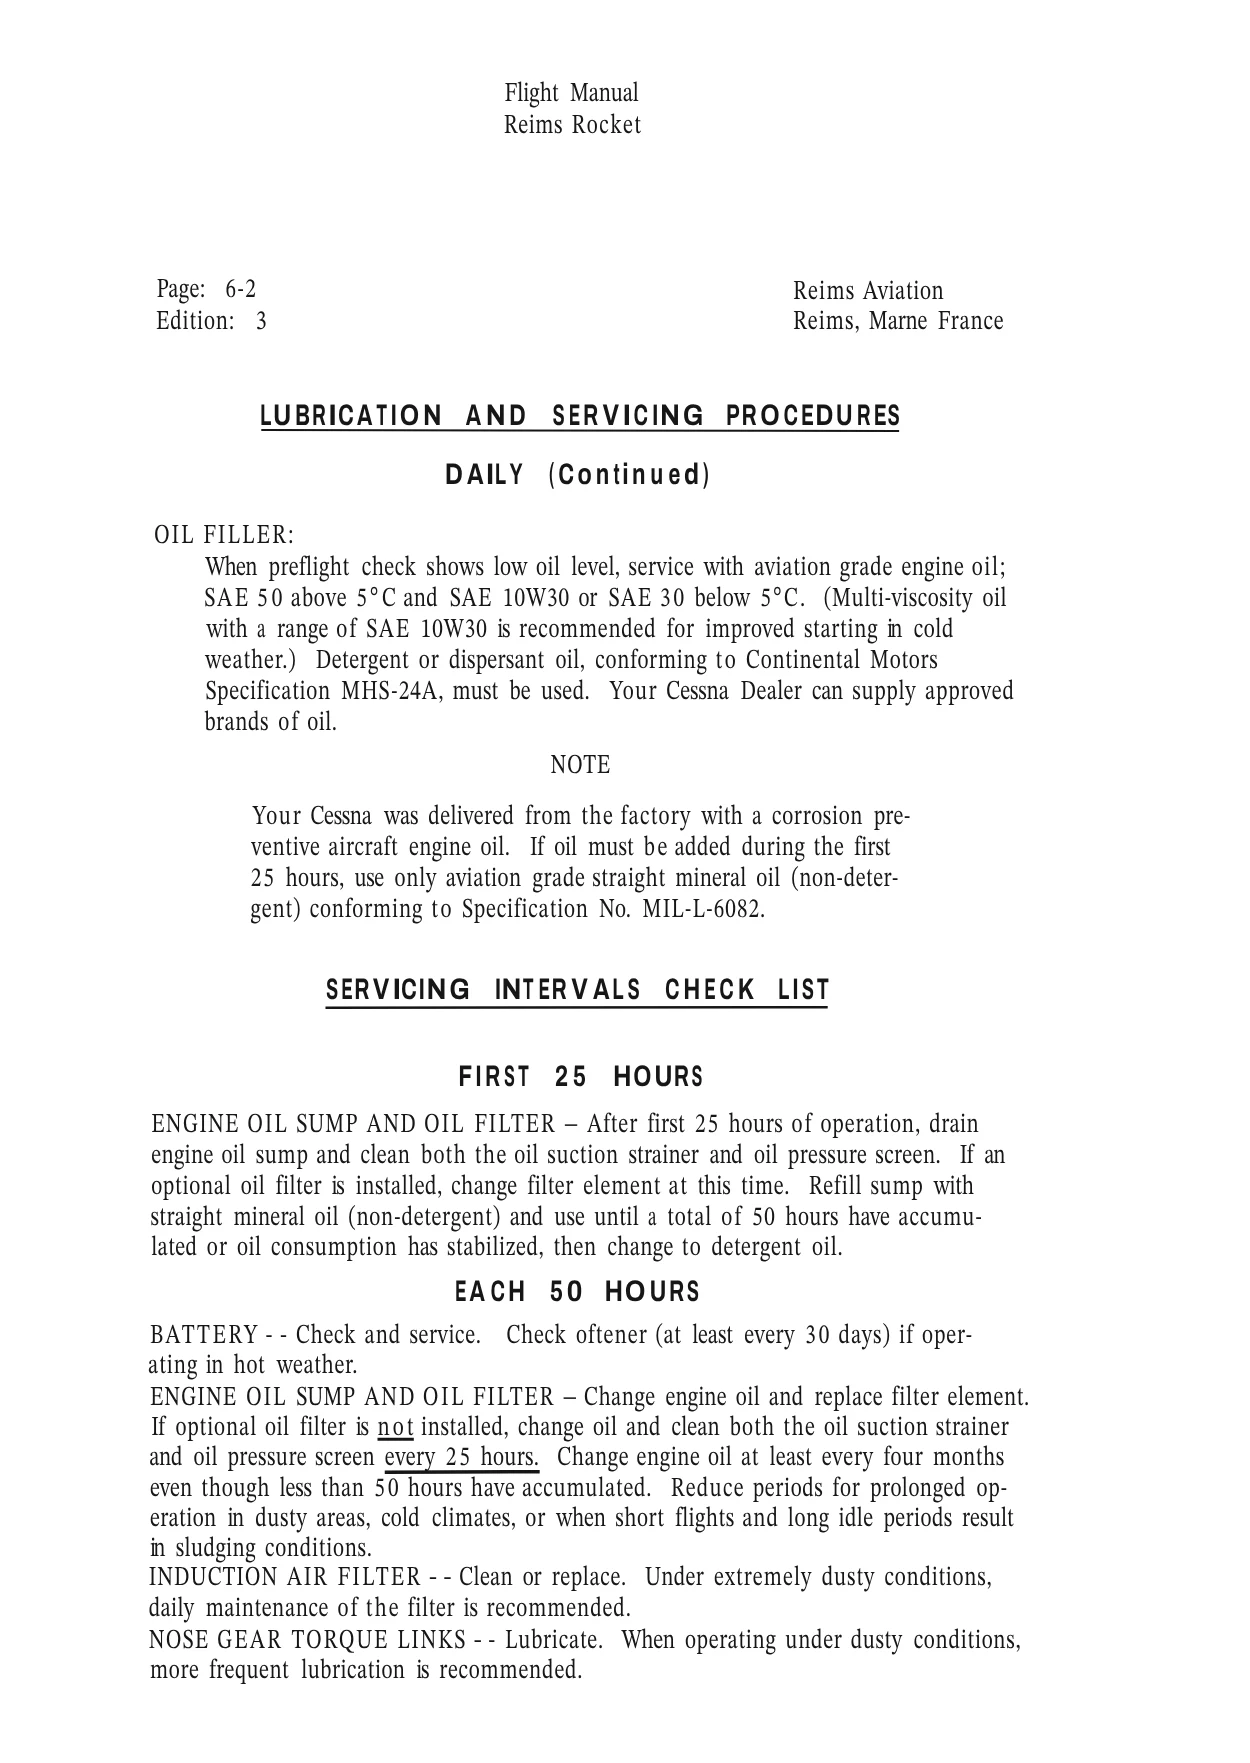 Flight Manual
Reims Rocket
Page: 6-2
Edition: 3
Reims Aviation
Reims, Marne France
LUBRICATION AND SERVICING PROCEDURES
DAILY (Continued)
OIL FILLER:
When preflight check shows low oil level, service with aviation grade engine oil;
SAE 50 above 5°C and SAE 10W30 or SAE 30 below 5°C. (Multi-viscosity oil
with a range of SAE 10W30 is recommended for improved starting in cold
weather.) Detergent or dispersant oil, conforming to Continental Motors
Specification MHS-24A, must be used. Your Cessna Dealer can supply approved
brands of oil.
NOTE
Your Cessna was delivered from the factory with a corrosion pre-
ventive aircraft engine oil. If oil must be added during the first
25 hours, use only aviation grade straight mineral oil (non-deter-
gent) conforming to Specification No. MIL-L-6082.
SERVICING INTERVALS CHECK LIST
FIRST 25 HOURS
ENGINE OIL SUMP AND OIL FILTER – After first 25 hours of operation, drain
engine oil sump and clean both the oil suction strainer and oil pressure screen. If an
optional oil filter is installed, change filter element at this time. Refill sump with
straight mineral oil (non-detergent) and use until a total of 50 hours have accumu-
lated or oil consumption has stabilized, then change to detergent oil.
EACH 50 HOURS
BATTERY - - Check and service. Check oftener (at least every 30 days) if oper-
ating in hot weather.
ENGINE OIL SUMP AND OIL FILTER – Change engine oil and replace filter element.
If optional oil filter is not installed, change oil and clean both the oil suction strainer
and oil pressure screen every 25 hours. Change engine oil at least every four months
even though less than 50 hours have accumulated. Reduce periods for prolonged op-
eration in dusty areas, cold climates, or when short flights and long idle periods result
in sludging conditions.
INDUCTION AIR FILTER - - Clean or replace. Under extremely dusty conditions,
daily maintenance of the filter is recommended.
NOSE GEAR TORQUE LINKS - - Lubricate. When operating under dusty conditions,
more frequent lubrication is recommended.